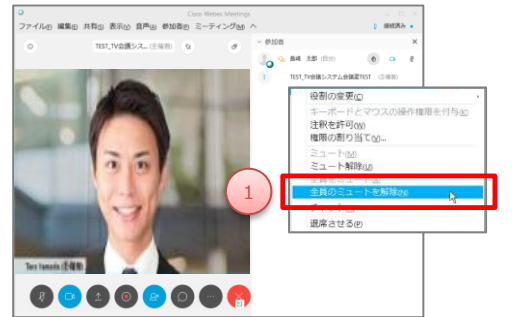 Cisco Webex Meetings
ファイル(F) 編集(E) 共有(S) 表示(V) 音声(A) 参加者(P) ミーティング(M) ヘ 接続済み
TEST_TV会議シス... (主催者)
参加者
長崎 太郎 (自分)
TEST_TV会議システム会議室TEST (主催者)
役割の変更(C)
キーボードとマウスの操作権限を付与(K)
注釈を許可(W)
権限の割り当て(W)...
ミュート(M)
ミュート解除(U)
全員のミュートを解除(N)
退席させる(P)
1